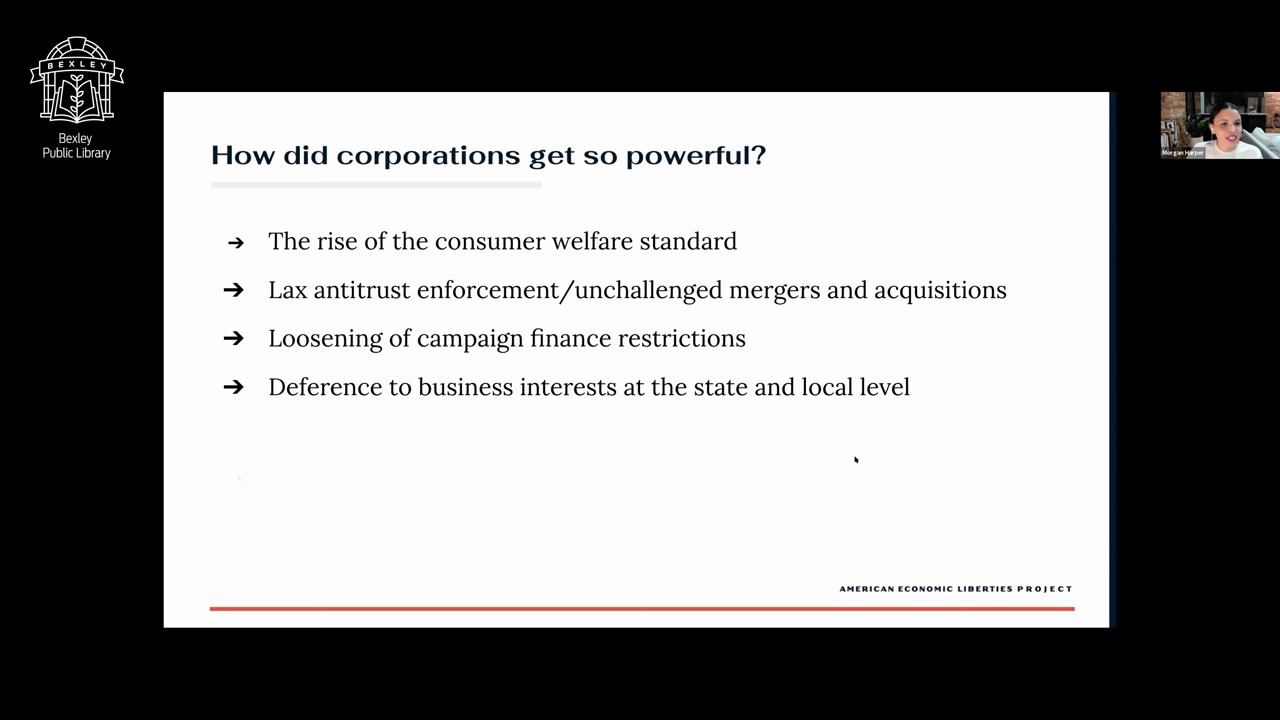 BEXLEY
Bexley
Public Library
How did corporations get so powerful?
➔ The rise of the consumer welfare standard
➔ Lax antitrust enforcement/unchallenged mergers and acquisitions
➔ Loosening of campaign finance restrictions
➔ Deference to business interests at the state and local level
AMERICAN ECONOMIC LIBERTIES PROJECT
Morgan Harper